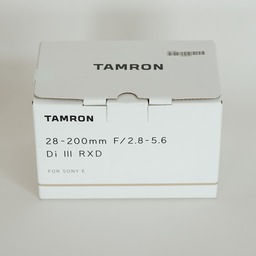 TAMRON
TAMRON
28-200mm F/2.8-5.6
Di III RXD
FOR SONY E